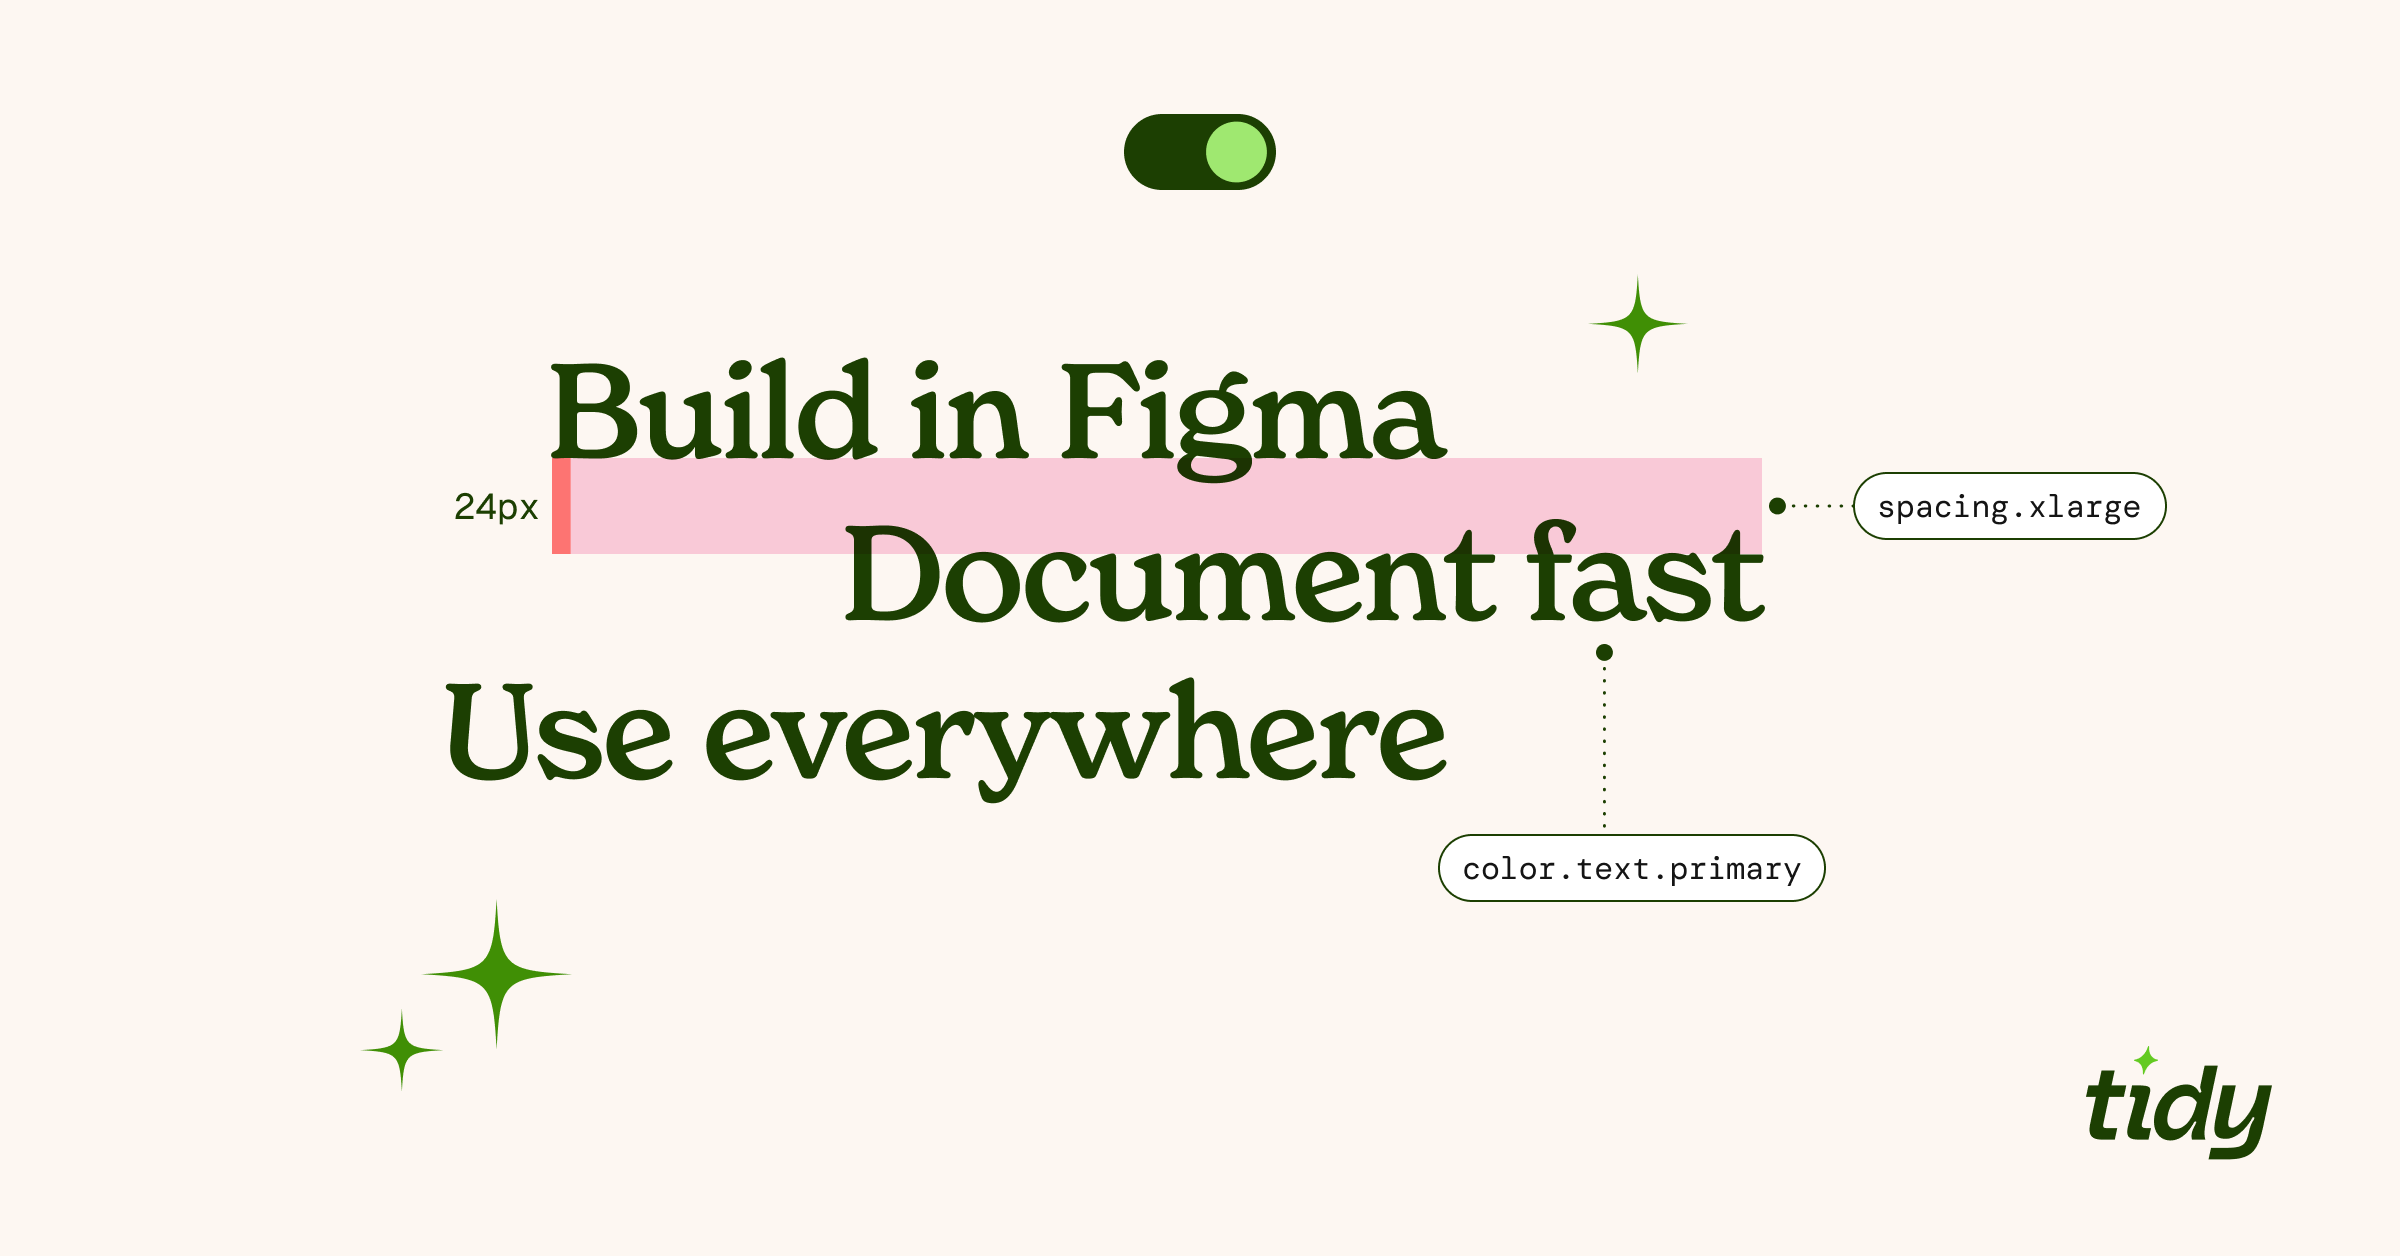 Build in Figma
24px
spacing.xlarge
Document fast
Use everywhere
color.text.primary
tidy